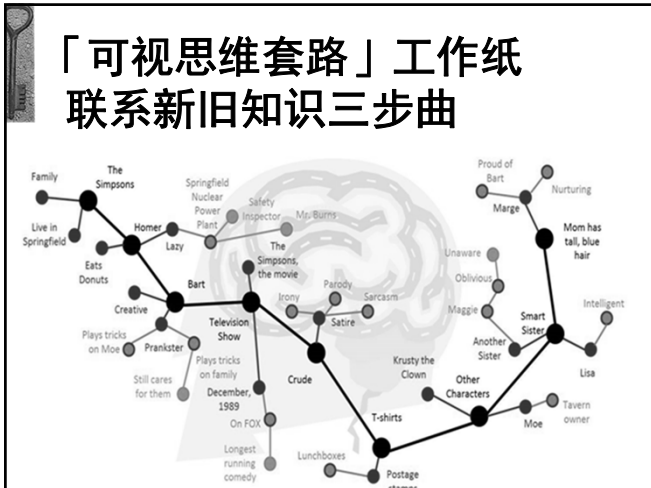 「可视思维套路」工作纸
联系新旧知识三步曲
Family
The
Simpsons
Live in
Springfield
Homer
Lazy
Springfield
Nuclear
Power
Plant
Safety
Inspector
Mr. Burns
Eats
Donuts
The
Simpsons,
the movie
Bart
Creative
Television
Show
Irony
Parody
Sarcasm
Satire
Plays tricks
on Moe
Prankster
Plays tricks
on family
Still cares
for them
December,
1989
On FOX
Longest
running
comedy
Crude
T-shirts
Lunchboxes
Postage
Krusty the
Clown
Other
Characters
Moe
Tavern
owner
Smart
Sister
Another
Sister
Maggie
Oblivious
Unaware
Lisa
Intelligent
Mom has
tall, blue
hair
Marge
Proud of
Bart
Nurturing